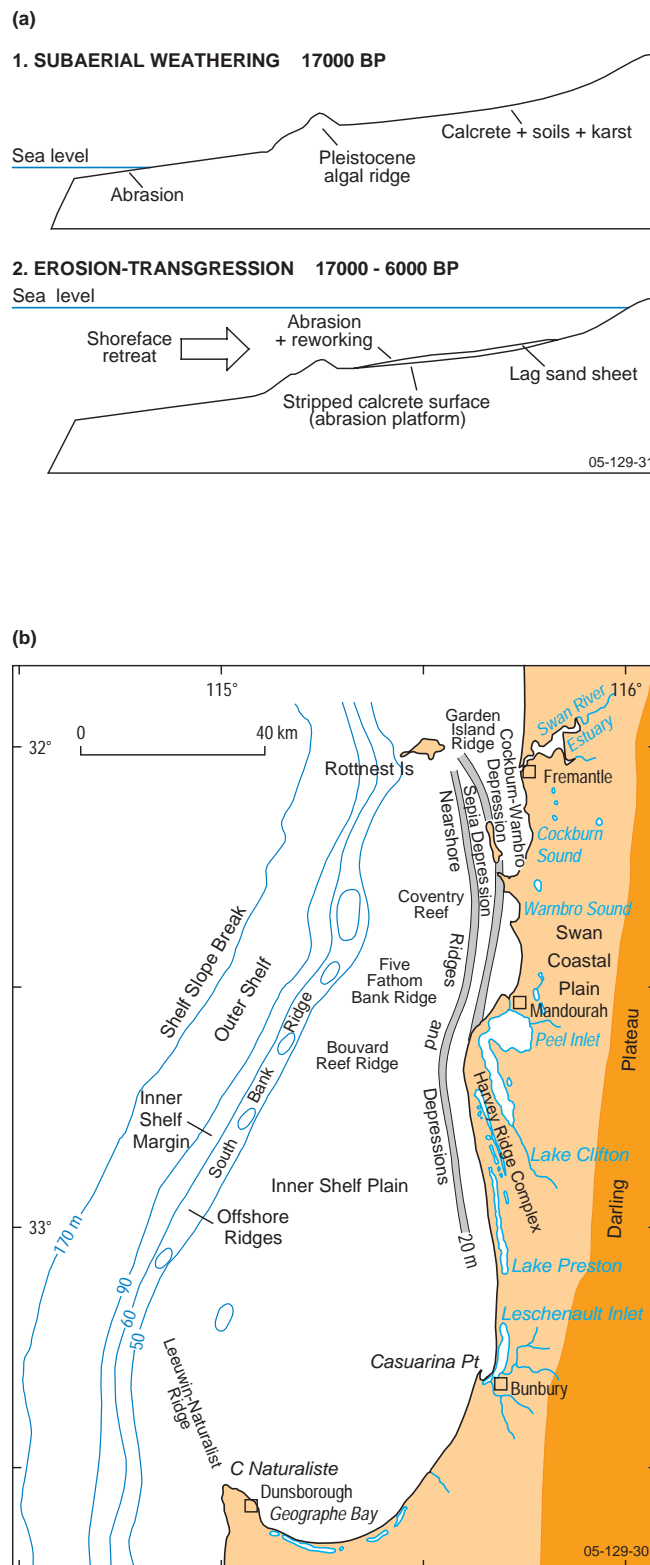 (a)
1. SUBAERIAL WEATHERING 17000 BP
Sea level
Abrasion
Pleistocene
algal ridge
Calcrete + soils + karst
2. EROSION-TRANSGRESSION 17000 - 6000 BP
Sea level
Shoreface
retreat
Abrasion
+ reworking
Lag sand sheet
Stripped calcrete surface
(abrasion platform)
05-129-31
(b)
115°
116°
0
40 km
32°
Rottnest Is
Garden
Island
Ridge
Cockburn-Warnbro
Depression
Sepia Depression
Nearshore
Ridges
and
Depressions
Swan River
Estuary
Fremantle
Cockburn
Sound
Coventry
Reef
Warnbro Sound
Swan
Coastal
Plain
Shelf Slope Break
Outer Shelf
Five
Fathom
Bank Ridge
Mandourah
Peel Inlet
Plateau
Bouvard
Reef Ridge
South
Bank
Ridge
Inner
Shelf
Margin
Harvey Ridge Complex
Lake Clifton
Inner Shelf Plain
Offshore
Ridges
Darling
33°
20 m
170 m
90
60
50
Lake Preston
Leschenault Inlet
Leeuwin-Naturalist
Ridge
Casuarina Pt
Bunbury
C Naturaliste
Dunsborough
Geographe Bay
05-129-30